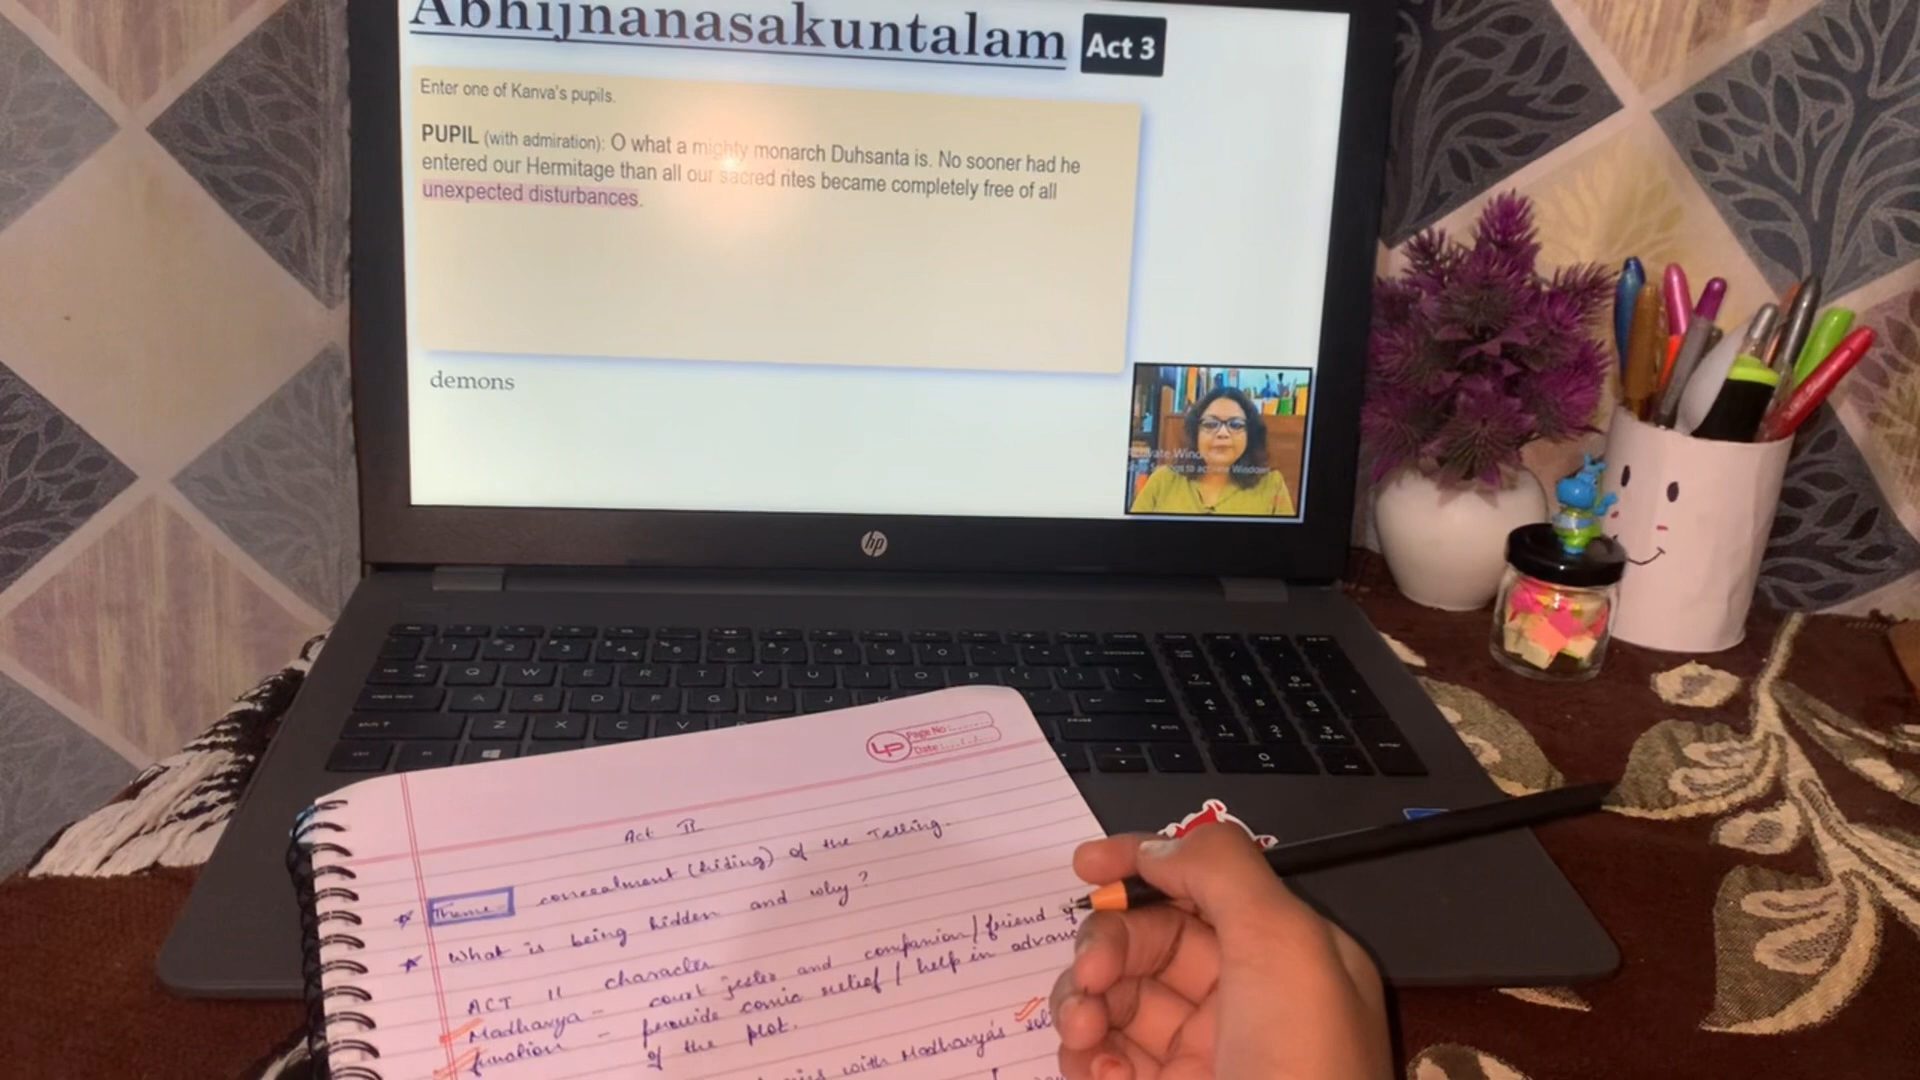 Abhijnanasakuntalam Act 3
Enter one of Kanva's pupils.
PUPIL (with admiration): O what a mighty monarch Duhsanta is. No sooner had he
entered our Hermitage than all our sacred rites became completely free of all
unexpected disturbances.
demons
hp
LP Page No
Date
Act II
Theme- concealment (hiding) of the Telling.
What is being hidden and why?
ACT II character
Madhavya - court jester and companion/friend of
function - provide comic relief / help in advanc
of the plot.
with Madhavya's